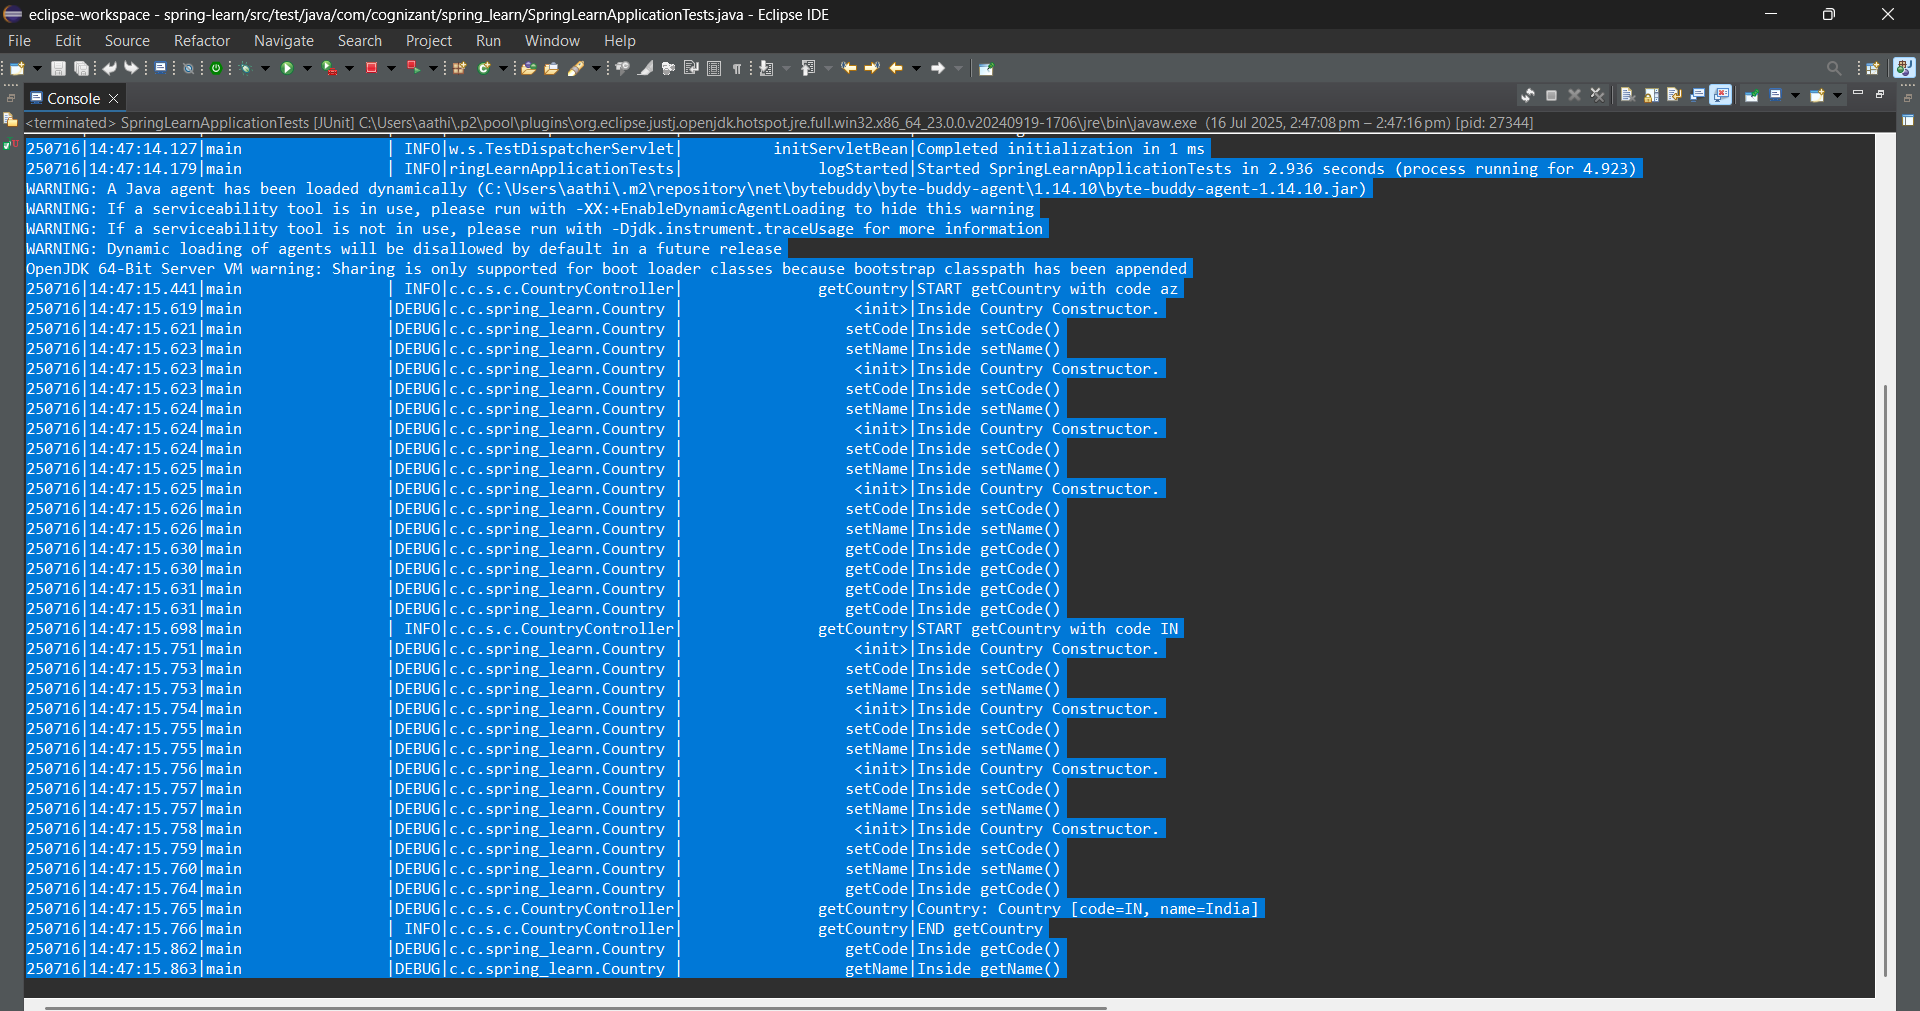 eclipse-workspace - spring-learn/src/test/java/com/cognizant/spring_learn/SpringLearnApplicationTests.java - Eclipse IDE
File Edit Source Refactor Navigate Search Project Run Window Help
Console
<terminated> SpringLearnApplicationTests [JUnit] C:\Users\aathi\.p2\pool\plugins\org.eclipse.justj.openjdk.hotspot.jre.full.win32.x86_64_23.0.0.v20240919-1706\jre\bin\javaw.exe (16 Jul 2025, 2:47:08 pm – 2:47:16 pm) [pid: 27344]
250716|14:47:14.127|main | INFO|w.s.TestDispatcherServlet| initServletBean|Completed initialization in 1 ms
250716|14:47:14.179|main | INFO|ringLearnApplicationTests| logStarted|Started SpringLearnApplicationTests in 2.936 seconds (process running for 4.923)
WARNING: A Java agent has been loaded dynamically (C:\Users\aathi\.m2\repository\net\bytebuddy\byte-buddy-agent\1.14.10\byte-buddy-agent-1.14.10.jar)
WARNING: If a serviceability tool is in use, please run with -XX:+EnableDynamicAgentLoading to hide this warning
WARNING: If a serviceability tool is not in use, please run with -Djdk.instrument.traceUsage for more information
WARNING: Dynamic loading of agents will be disallowed by default in a future release
OpenJDK 64-Bit Server VM warning: Sharing is only supported for boot loader classes because bootstrap classpath has been appended
250716|14:47:15.441|main | INFO|c.c.s.c.CountryController| getCountry|START getCountry with code az
250716|14:47:15.619|main |DEBUG|c.c.spring_learn.Country | <init>|Inside Country Constructor.
250716|14:47:15.621|main |DEBUG|c.c.spring_learn.Country | setCode|Inside setCode()
250716|14:47:15.623|main |DEBUG|c.c.spring_learn.Country | setName|Inside setName()
250716|14:47:15.623|main |DEBUG|c.c.spring_learn.Country | <init>|Inside Country Constructor.
250716|14:47:15.623|main |DEBUG|c.c.spring_learn.Country | setCode|Inside setCode()
250716|14:47:15.624|main |DEBUG|c.c.spring_learn.Country | setName|Inside setName()
250716|14:47:15.624|main |DEBUG|c.c.spring_learn.Country | <init>|Inside Country Constructor.
250716|14:47:15.624|main |DEBUG|c.c.spring_learn.Country | setCode|Inside setCode()
250716|14:47:15.625|main |DEBUG|c.c.spring_learn.Country | setName|Inside setName()
250716|14:47:15.625|main |DEBUG|c.c.spring_learn.Country | <init>|Inside Country Constructor.
250716|14:47:15.626|main |DEBUG|c.c.spring_learn.Country | setCode|Inside setCode()
250716|14:47:15.626|main |DEBUG|c.c.spring_learn.Country | setName|Inside setName()
250716|14:47:15.630|main |DEBUG|c.c.spring_learn.Country | getCode|Inside getCode()
250716|14:47:15.630|main |DEBUG|c.c.spring_learn.Country | getCode|Inside getCode()
250716|14:47:15.631|main |DEBUG|c.c.spring_learn.Country | getCode|Inside getCode()
250716|14:47:15.631|main |DEBUG|c.c.spring_learn.Country | getCode|Inside getCode()
250716|14:47:15.698|main | INFO|c.c.s.c.CountryController| getCountry|START getCountry with code IN
250716|14:47:15.751|main |DEBUG|c.c.spring_learn.Country | <init>|Inside Country Constructor.
250716|14:47:15.753|main |DEBUG|c.c.spring_learn.Country | setCode|Inside setCode()
250716|14:47:15.753|main |DEBUG|c.c.spring_learn.Country | setName|Inside setName()
250716|14:47:15.754|main |DEBUG|c.c.spring_learn.Country | <init>|Inside Country Constructor.
250716|14:47:15.755|main |DEBUG|c.c.spring_learn.Country | setCode|Inside setCode()
250716|14:47:15.755|main |DEBUG|c.c.spring_learn.Country | setName|Inside setName()
250716|14:47:15.756|main |DEBUG|c.c.spring_learn.Country | <init>|Inside Country Constructor.
250716|14:47:15.757|main |DEBUG|c.c.spring_learn.Country | setCode|Inside setCode()
250716|14:47:15.757|main |DEBUG|c.c.spring_learn.Country | setName|Inside setName()
250716|14:47:15.758|main |DEBUG|c.c.spring_learn.Country | <init>|Inside Country Constructor.
250716|14:47:15.759|main |DEBUG|c.c.spring_learn.Country | setCode|Inside setCode()
250716|14:47:15.760|main |DEBUG|c.c.spring_learn.Country | setName|Inside setName()
250716|14:47:15.764|main |DEBUG|c.c.spring_learn.Country | getCode|Inside getCode()
250716|14:47:15.765|main |DEBUG|c.c.s.c.CountryController| getCountry|Country: Country [code=IN, name=India]
250716|14:47:15.766|main | INFO|c.c.s.c.CountryController| getCountry|END getCountry
250716|14:47:15.862|main |DEBUG|c.c.spring_learn.Country | getCode|Inside getCode()
250716|14:47:15.863|main |DEBUG|c.c.spring_learn.Country | getName|Inside getName()